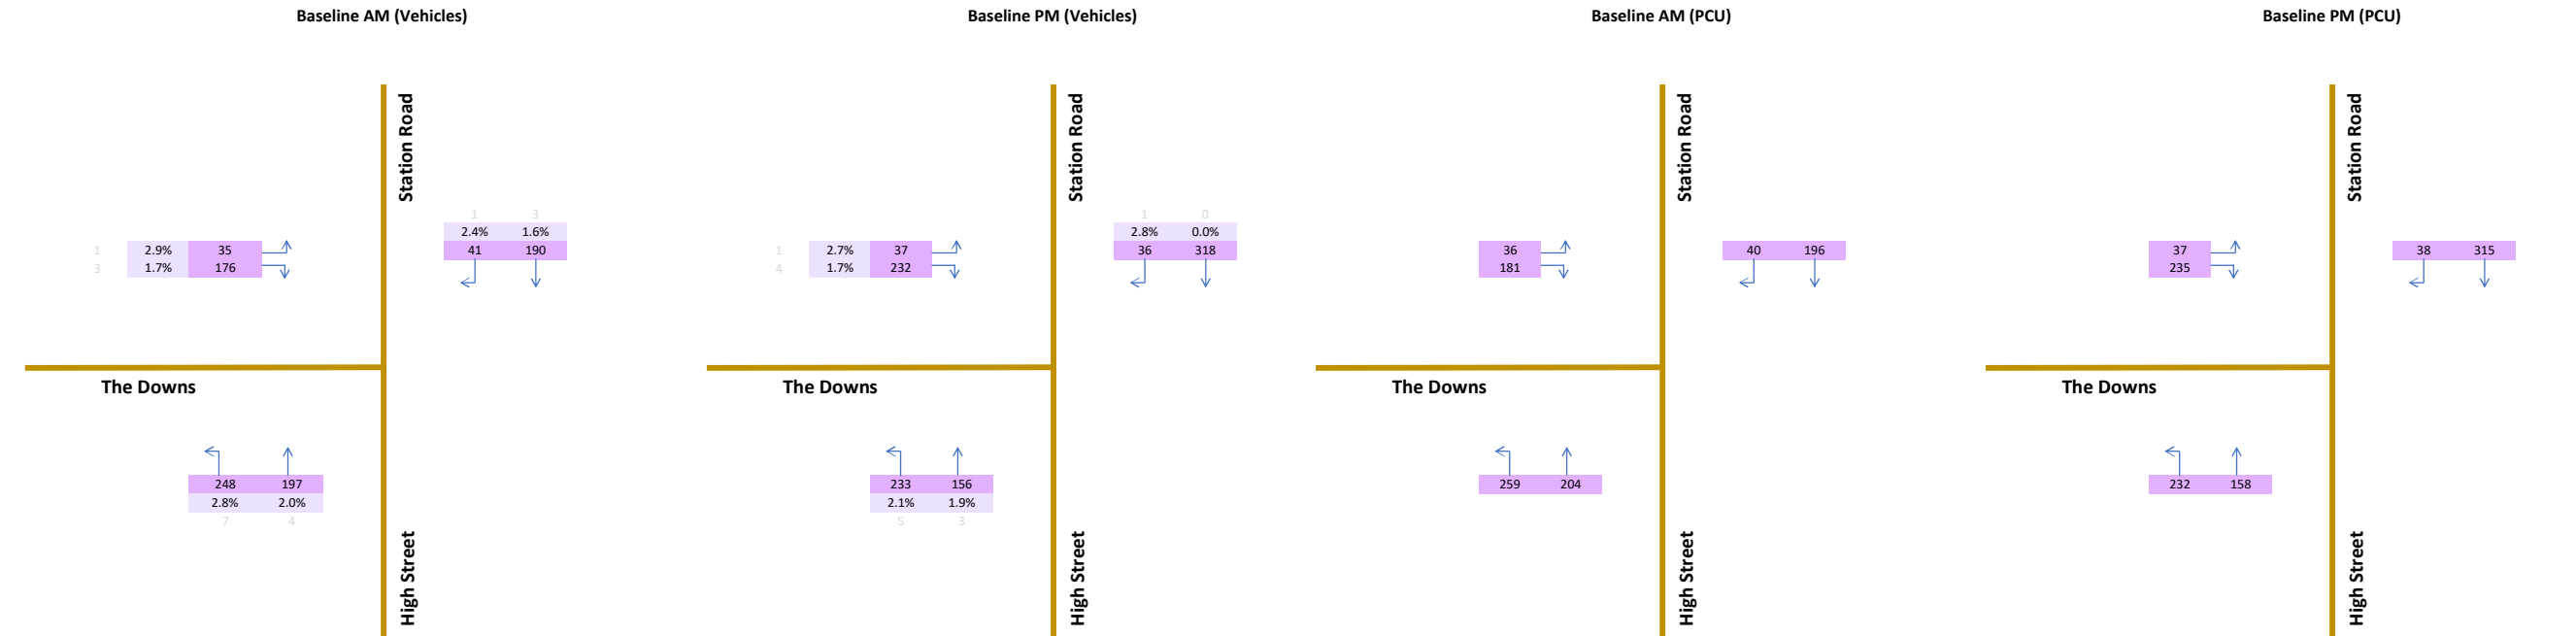 Baseline AM (Vehicles)
Station Road
1 3
2.4% 1.6%
41 190
1 2.9% 35
3 1.7% 176
The Downs
248 197
2.8% 2.0%
7 4
High Street
Baseline PM (Vehicles)
Station Road
1 0
2.8% 0.0%
36 318
1 2.7% 37
4 1.7% 232
The Downs
233 156
2.1% 1.9%
5 3
High Street
Baseline AM (PCU)
Station Road
36
181
40 196
The Downs
259 204
High Street
Baseline PM (PCU)
Station Road
37
235
38 315
The Downs
232 158
High Street